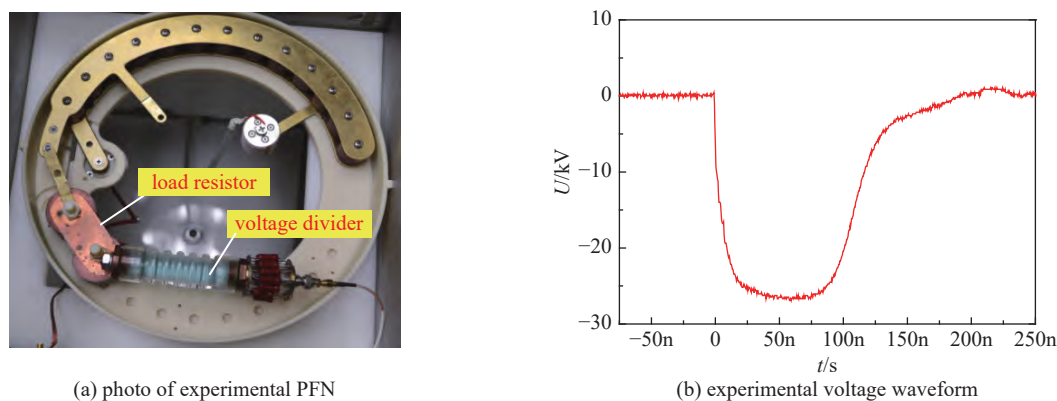 load resistor
voltage divider
(a) photo of experimental PFN
10
0
−10
−20
−30
U/kV
−50n 0 50n 100n 150n 200n 250n
t/s
(b) experimental voltage waveform